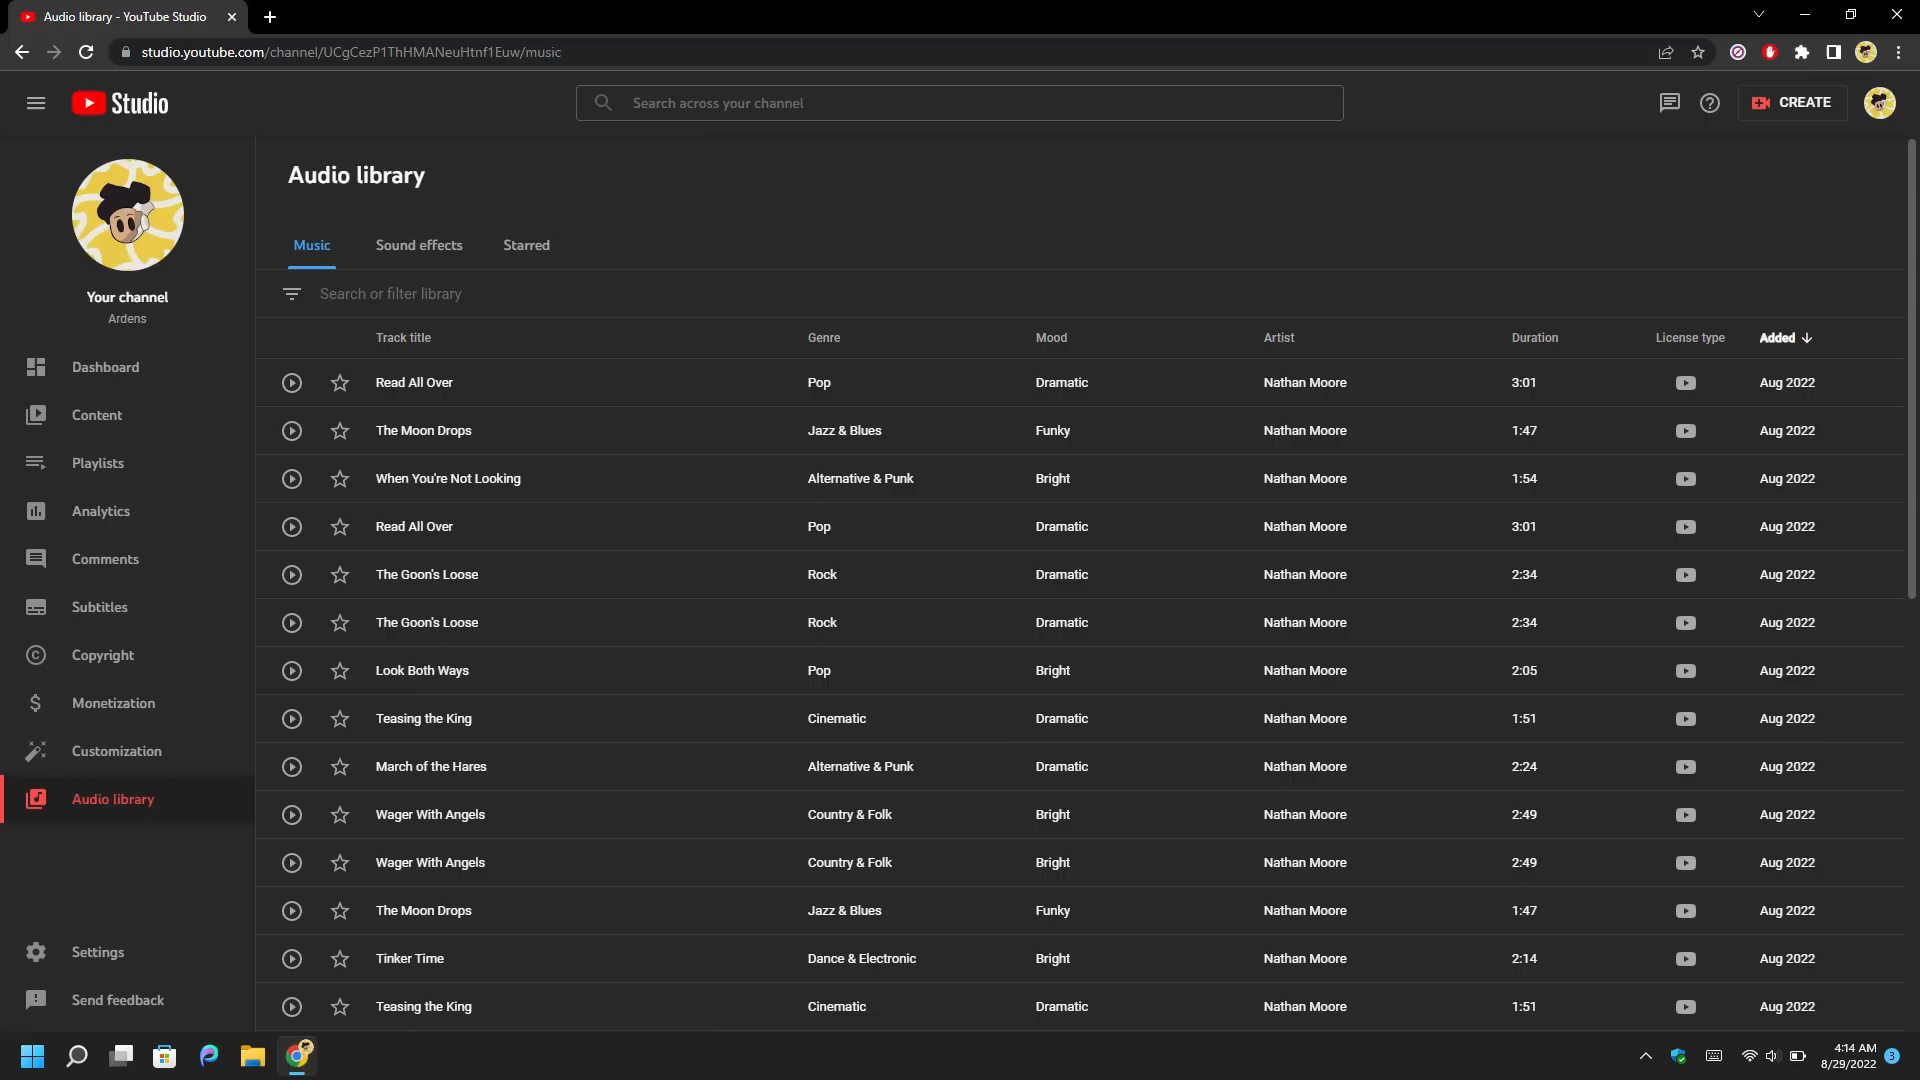 Audio library - YouTube Studio
studio.youtube.com/channel/UCgCezP1ThHMANeuHtnf1Euw/music
Studio
Search across your channel
CREATE
Your channel
Ardens
Dashboard
Content
Playlists
Analytics
Comments
Subtitles
Copyright
Monetization
Customization
Audio library
Settings
Send feedback
Audio library
Music Sound effects Starred
Search or filter library
Track title Genre Mood Artist Duration License type Added
Read All Over Pop Dramatic Nathan Moore 3:01 Aug 2022
The Moon Drops Jazz & Blues Funky Nathan Moore 1:47 Aug 2022
When You're Not Looking Alternative & Punk Bright Nathan Moore 1:54 Aug 2022
Read All Over Pop Dramatic Nathan Moore 3:01 Aug 2022
The Goon's Loose Rock Dramatic Nathan Moore 2:34 Aug 2022
The Goon's Loose Rock Dramatic Nathan Moore 2:34 Aug 2022
Look Both Ways Pop Bright Nathan Moore 2:05 Aug 2022
Teasing the King Cinematic Dramatic Nathan Moore 1:51 Aug 2022
March of the Hares Alternative & Punk Dramatic Nathan Moore 2:24 Aug 2022
Wager With Angels Country & Folk Bright Nathan Moore 2:49 Aug 2022
Wager With Angels Country & Folk Bright Nathan Moore 2:49 Aug 2022
The Moon Drops Jazz & Blues Funky Nathan Moore 1:47 Aug 2022
Tinker Time Dance & Electronic Bright Nathan Moore 2:14 Aug 2022
Teasing the King Cinematic Dramatic Nathan Moore 1:51 Aug 2022
4:14 AM
8/29/2022
3